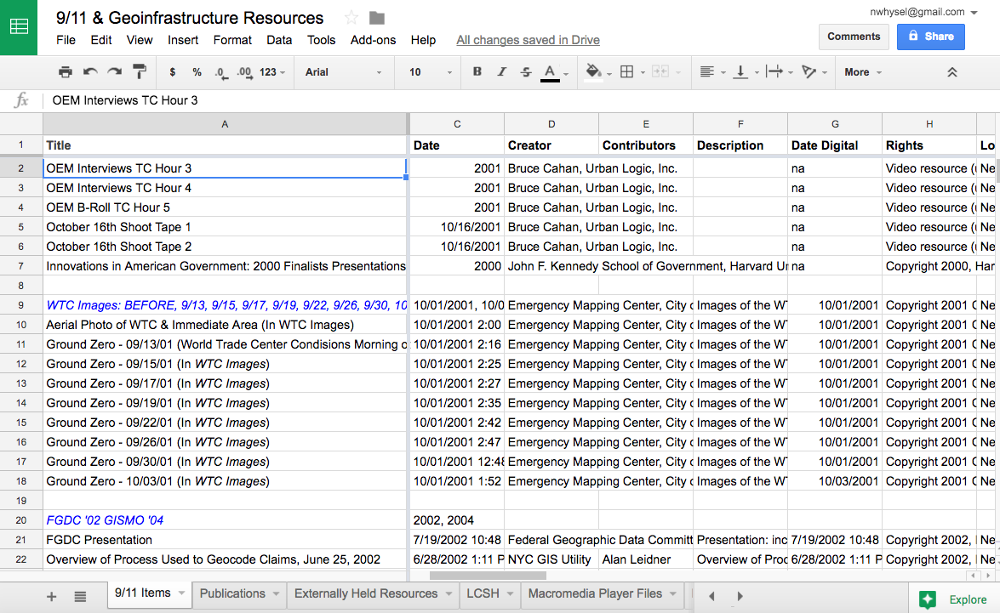 9/11 & Geoinfrastructure Resources
nwhysel@gmail.com
File Edit View Insert Format Data Tools Add-ons Help All changes saved in Drive
Comments Share
$ % .0 .00 123 Arial 10 B I S A More
fx OEM Interviews TC Hour 3
A C D E F G H
1 Title Date Creator Contributors Description Date Digital Rights Lo
2 OEM Interviews TC Hour 3 2001 Bruce Cahan, Urban Logic, Inc. na Video resource ( Ne
3 OEM Interviews TC Hour 4 2001 Bruce Cahan, Urban Logic, Inc. na Video resource ( Ne
4 OEM B-Roll TC Hour 5 2001 Bruce Cahan, Urban Logic, Inc. na Video resource ( Ne
5 October 16th Shoot Tape 1 10/16/2001 Bruce Cahan, Urban Logic, Inc. na Video resource ( Ne
6 October 16th Shoot Tape 2 10/16/2001 Bruce Cahan, Urban Logic, Inc. na Video resource ( Ne
7 Innovations in American Government: 2000 Finalists Presentations 2000 John F. Kennedy School of Government, Harvard Un na Copyright 2000, Har
8
9 WTC Images: BEFORE, 9/13, 9/15, 9/17, 9/19, 9/22, 9/26, 9/30, 10 10/01/2001, 10/0 Emergency Mapping Center, City o Images of the WT 10/01/2001 Copyright 2001 C Ne
10 Aerial Photo of WTC & Immediate Area (In WTC Images) 10/01/2001 2:00 Emergency Mapping Center, City o Images of the WT 10/01/2001 Copyright 2001 C Ne
11 Ground Zero - 09/13/01 (World Trade Center Condisions Morning o 10/01/2001 2:16 Emergency Mapping Center, City o Images of the WT 10/01/2001 Copyright 2001 C Ne
12 Ground Zero - 09/15/01 (In WTC Images) 10/01/2001 2:25 Emergency Mapping Center, City o Images of the WT 10/01/2001 Copyright 2001 C Ne
13 Ground Zero - 09/17/01 (In WTC Images) 10/01/2001 2:27 Emergency Mapping Center, City o Images of the WT 10/01/2001 Copyright 2001 C Ne
14 Ground Zero - 09/19/01 (In WTC Images) 10/01/2001 2:35 Emergency Mapping Center, City o Images of the WT 10/01/2001 Copyright 2001 C Ne
15 Ground Zero - 09/22/01 (In WTC Images) 10/01/2001 2:42 Emergency Mapping Center, City o Images of the WT 10/01/2001 Copyright 2001 C Ne
16 Ground Zero - 09/26/01 (In WTC Images) 10/01/2001 2:47 Emergency Mapping Center, City o Images of the WT 10/01/2001 Copyright 2001 C Ne
17 Ground Zero - 09/30/01 (In WTC Images) 10/01/2001 12:48 Emergency Mapping Center, City o Images of the WT 10/01/2001 Copyright 2001 C Ne
18 Ground Zero - 10/03/01 (In WTC Images) 10/01/2001 1:52 Emergency Mapping Center, City o Images of the WT 10/03/2001 Copyright 2001 C Ne
19
20 FGDC '02 GISMO '04 2002, 2004
21 FGDC Presentation 7/19/2002 10:48 Federal Geographic Data Committ Presentation: inc 7/19/2002 10:48 Copyright 2002, Ne
22 Overview of Process Used to Geocode Claims, June 25, 2002 6/28/2002 1:11 P NYC GIS Utility Alan Leidner Overview of Proc 6/28/2002 1:11 P Copyright 2002, Ne
9/11 Items Publications Externally Held Resources LCSH Macromedia Player Files Explore